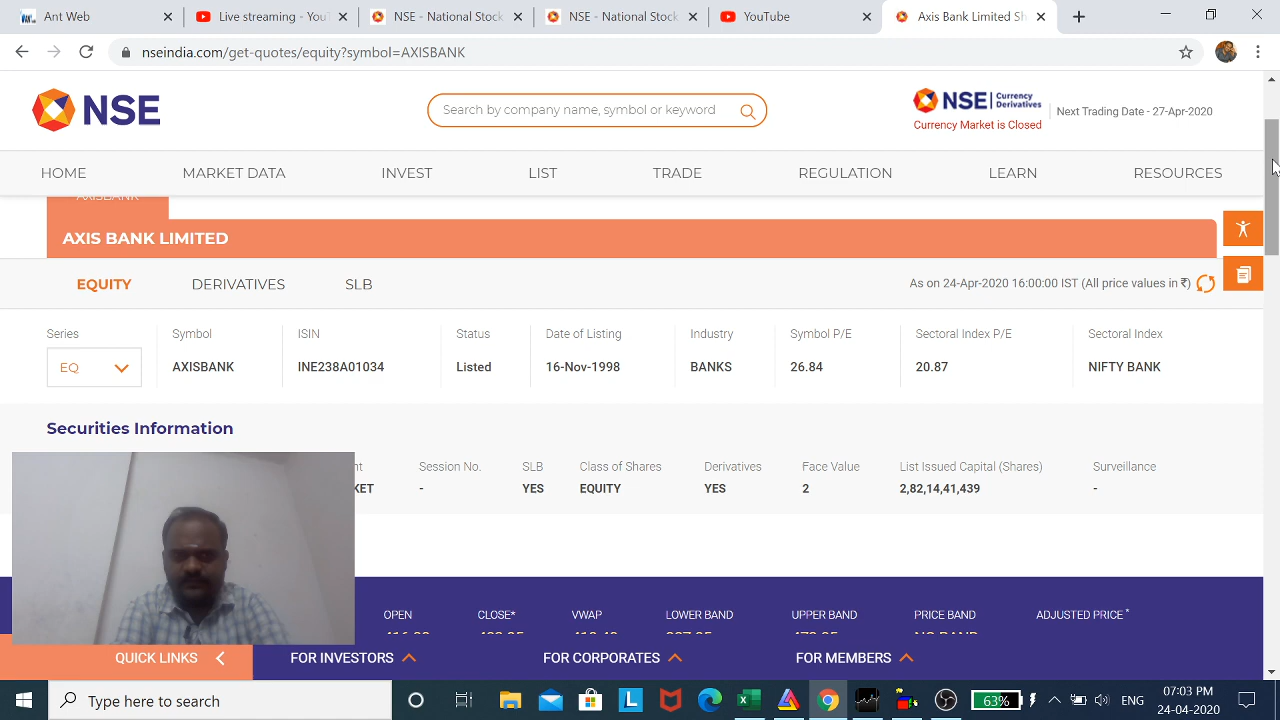 Ant Web
Live streaming - You
NSE - National Stock
NSE - National Stock
YouTube
Axis Bank Limited Sh
nseindia.com/get-quotes/equity?symbol=AXISBANK
NSE
Search by company name, symbol or keyword
NSE Currency Derivatives
Currency Market is Closed
Next Trading Date - 27-Apr-2020
HOME MARKET DATA INVEST LIST TRADE REGULATION LEARN RESOURCES
AXISBANK
AXIS BANK LIMITED
EQUITY DERIVATIVES SLB As on 24-Apr-2020 16:00:00 IST (All price values in ₹)
Series Symbol ISIN Status Date of Listing Industry Symbol P/E Sectoral Index P/E Sectoral Index
EQ AXISBANK INE238A01034 Listed 16-Nov-1998 BANKS 26.84 20.87 NIFTY BANK
Securities Information
Session No. SLB Class of Shares Derivatives Face Value List Issued Capital (Shares) Surveillance
KET - YES EQUITY YES 2 2,82,14,41,439 -
OPEN CLOSE* VWAP LOWER BAND UPPER BAND PRICE BAND ADJUSTED PRICE*
NO BAND
QUICK LINKS FOR INVESTORS FOR CORPORATES FOR MEMBERS
Type here to search
63%
ENG
07:03 PM
24-04-2020